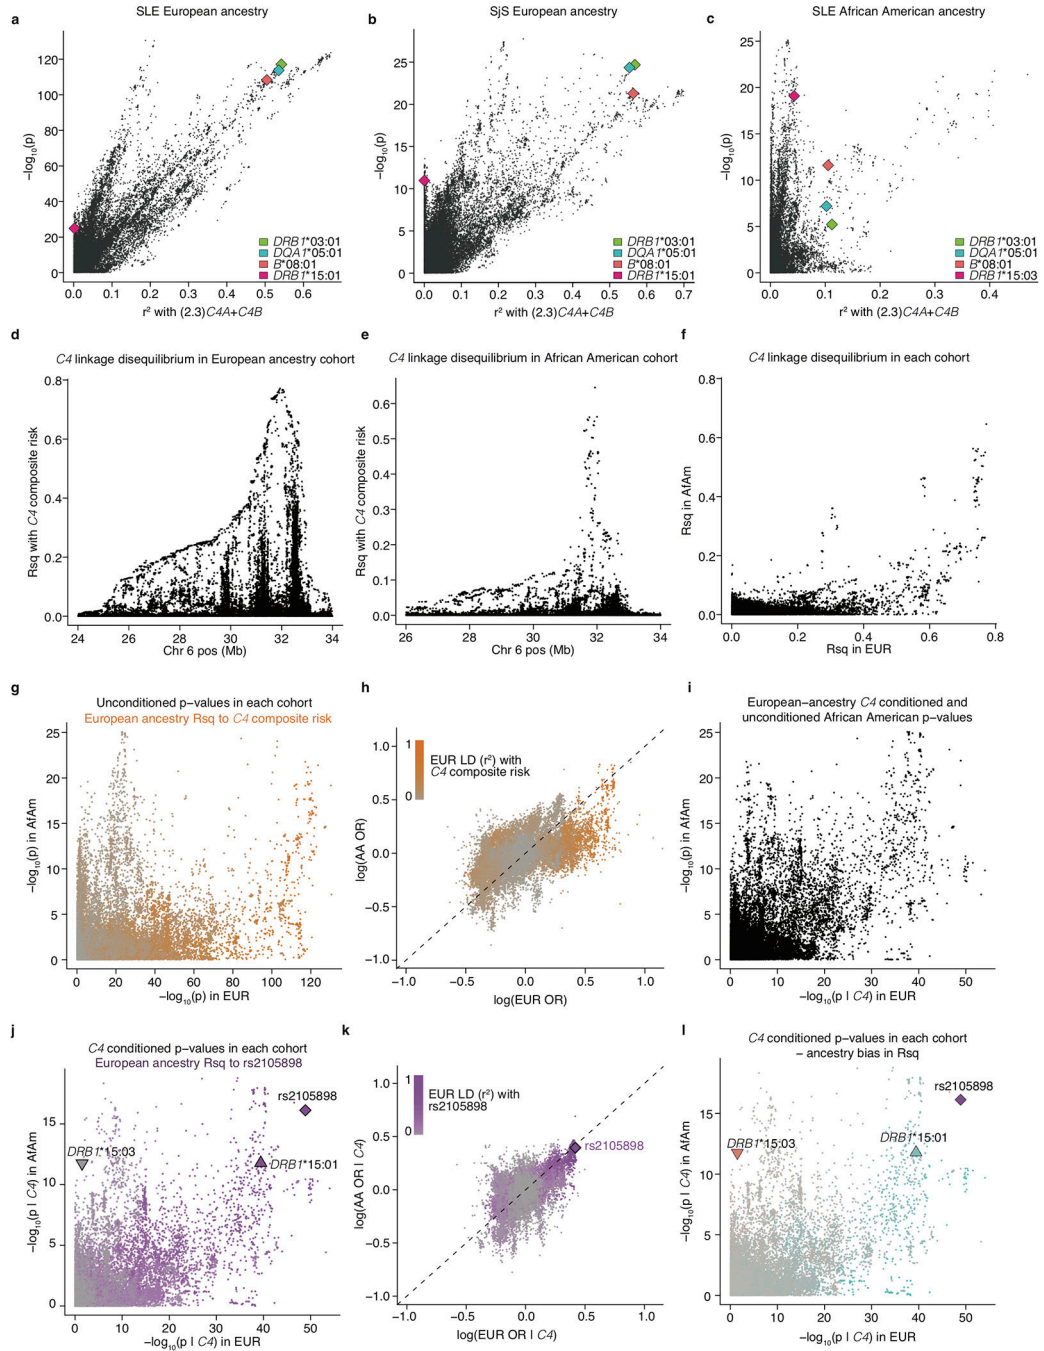 a
SLE European ancestry
−log10(p)
120
100
80
60
40
20
0
0.0 0.1 0.2 0.3 0.4 0.5 0.6
DRB1*03:01
DQA1*05:01
B*08:01
DRB1*15:01
r² with (2.3)C4A+C4B
b
SjS European ancestry
−log10(p)
25
20
15
10
5
0
0.0 0.1 0.2 0.3 0.4 0.5 0.6 0.7
DRB1*03:01
DQA1*05:01
B*08:01
DRB1*15:01
r² with (2.3)C4A+C4B
c
SLE African American ancestry
−log10(p)
25
20
15
10
5
0
0.0 0.1 0.2 0.3 0.4
DRB1*03:01
DQA1*05:01
B*08:01
DRB1*15:03
r² with (2.3)C4A+C4B
d
C4 linkage disequilibrium in European ancestry cohort
Rsq with C4 composite risk
0.8
0.6
0.4
0.2
0.0
24 26 28 30 32 34
Chr 6 pos (Mb)
e
C4 linkage disequilibrium in African American cohort
Rsq with C4 composite risk
0.6
0.5
0.4
0.3
0.2
0.1
0.0
26 28 30 32 34
Chr 6 pos (Mb)
f
C4 linkage disequilibrium in each cohort
Rsq in AfAm
0.8
0.6
0.4
0.2
0.0
0.0 0.2 0.4 0.6 0.8
Rsq in EUR
g
Unconditioned p−values in each cohort
European ancestry Rsq to C4 composite risk
−log10(p) in AfAm
25
20
15
10
5
0
0 20 40 60 80 100 120
−log10(p) in EUR
h
1
0
EUR LD (r²) with
C4 composite risk
log(AA OR)
1.0
0.5
0.0
−0.5
−1.0
−1.0 −0.5 0.0 0.5 1.0
log(EUR OR)
i
European−ancestry C4 conditioned and
unconditioned African American p−values
−log10(p) in AfAm
25
20
15
10
5
0
0 10 20 30 40 50
−log10(p I C4) in EUR
j
C4 conditioned p−values in each cohort
European ancestry Rsq to rs2105898
−log10(p I C4) in AfAm
15
10
5
0
rs2105898
DRB1*15:03
DRB1*15:01
0 10 20 30 40 50
−log10(p I C4) in EUR
k
1
0
EUR LD (r²) with
rs2105898
rs2105898
log(AA OR I C4)
1.0
0.5
0.0
−0.5
−1.0
−1.0 −0.5 0.0 0.5 1.0
log(EUR OR I C4)
l
C4 conditioned p−values in each cohort
− ancestry bias in Rsq
−log10(p I C4) in AfAm
15
10
5
0
rs2105898
DRB1*15:03
DRB1*15:01
0 10 20 30 40 50
−log10(p I C4) in EUR